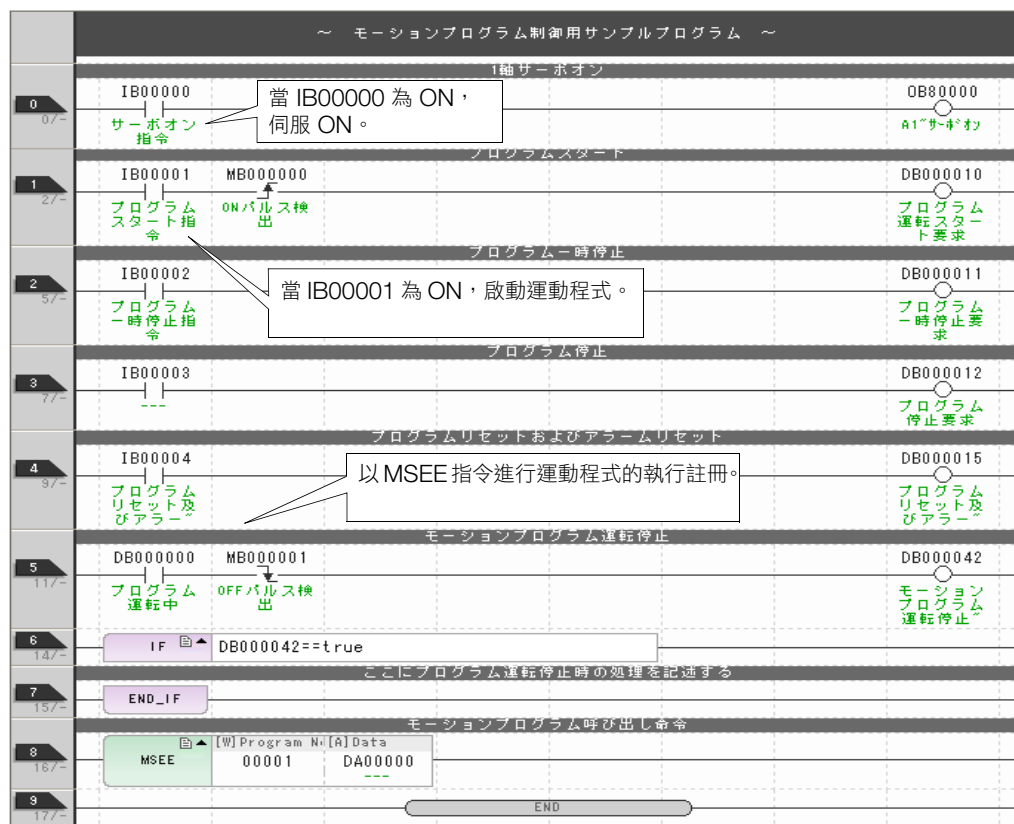 ～ モーションプログラム制御用サンプルプログラム ～
1軸サーボオン
0
0/-
IB00000
サーボオン
指令
當 IB00000 為 ON，
伺服 ON。
OB80000
A1~ｻｰﾎﾞｵﾝ
プログラムスタート
1
2/-
IB00001
プログラム
スタート指
令
MB000000
ONパルス検
出
DB000010
プログラム
運転スター
ト要求
プログラム一時停止
2
5/-
IB00002
プログラム
一時停止指
令
當 IB00001 為 ON，啟動運動程式。
DB000011
プログラム
一時停止要
求
プログラム停止
3
7/-
IB00003
---
DB000012
プログラム
停止要求
プログラムリセットおよびアラームリセット
4
9/-
IB00004
プログラム
リセット及
びアラー~
以 MSEE 指令進行運動程式的執行註冊。
DB000015
プログラム
リセット及
びアラー~
モーションプログラム運転停止
5
11/-
DB000000
プログラム
運転中
MB000001
OFFパルス検
出
DB000042
モーション
プログラム
運転停止~
6
14/-
IF
DB000042==true
ここにプログラム運転停止時の処理を記述する
7
15/-
END_IF
モーションプログラム呼び出し命令
8
16/-
MSEE
[W]Program N
00001
[A]Data
DA00000
---
9
17/-
END